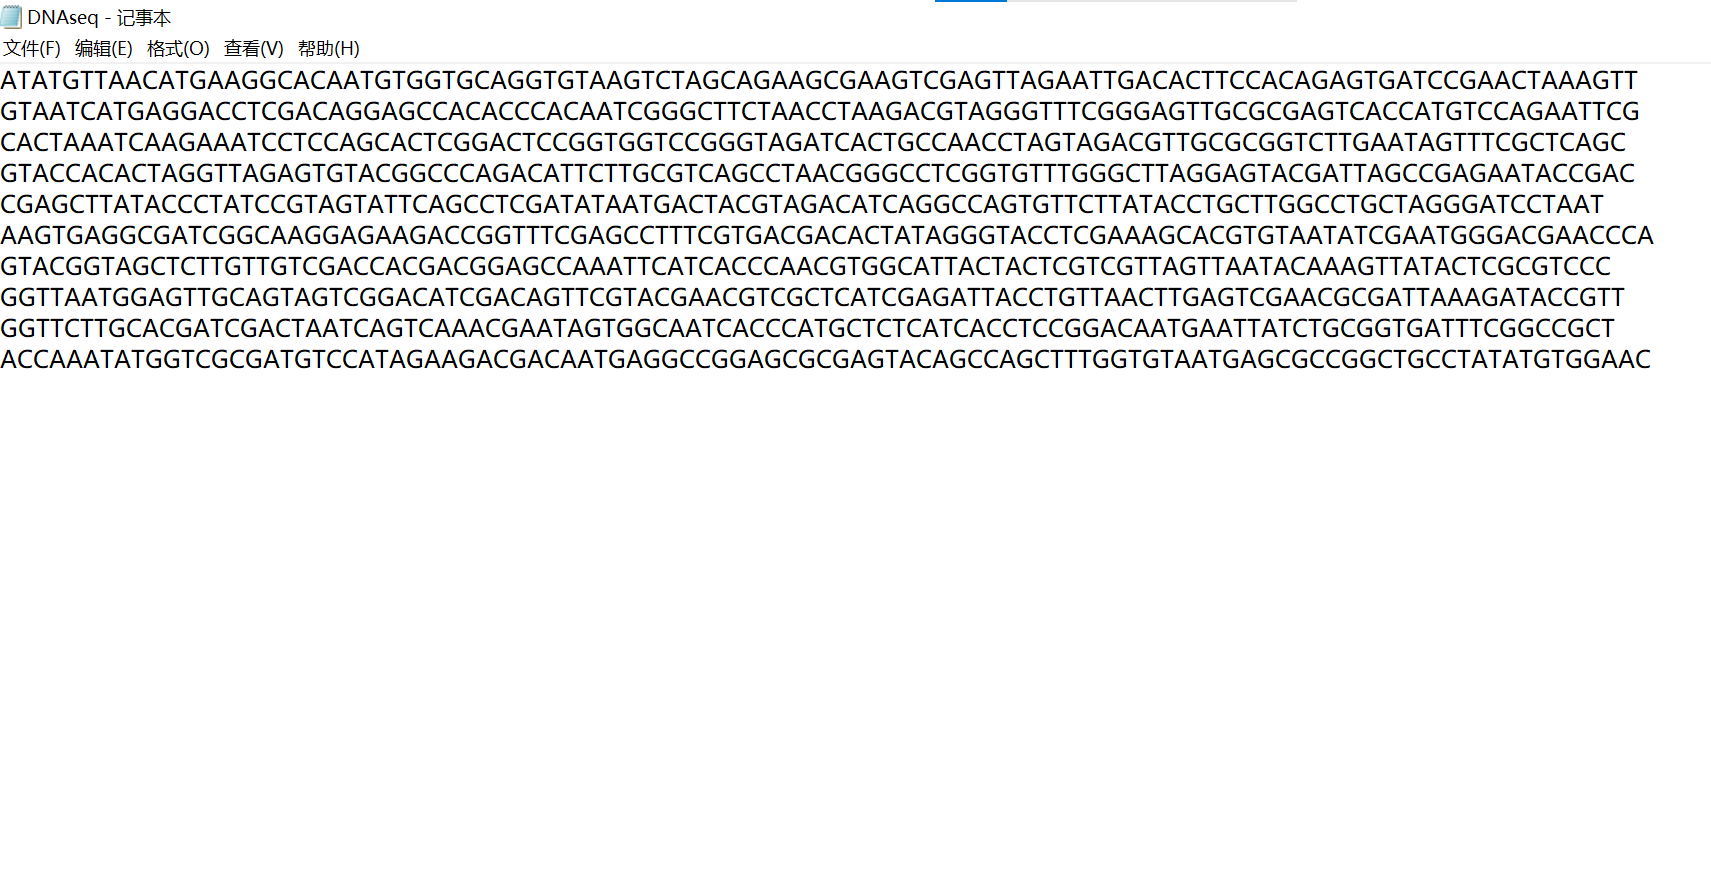 DNAseq - 记事本
文件(F) 编辑(E) 格式(O) 查看(V) 帮助(H)
ATATGTTAACATGAAGGCACAATGTGGTGCAGGTGTAAGTCTAGCAGAAGCGAAGTCGAGTTAGAATTGACACTTCCACAGAGTGATCCGAACTAAAGTT
GTAATCATGAGGACCTCGACAGGAGCCACACCCACAATCGGGCTTCTAACCTAAGACGTAGGGTTTCGGGAGTTGCGCGAGTCACCATGTCCAGAATTCG
CACTAAATCAAGAAATCCTCCAGCACTCGGACTCCGGTGGTCCGGGTAGATCACTGCCAACCTAGTAGACGTTGCGCGGTCTTGAATAGTTTCGCTCAGC
GTACCACACTAGGTTAGAGTGTACGGCCCAGACATTCTTGCGTCAGCCTAACGGGCCTCGGTGTTTGGGCTTAGGAGTACGATTAGCCGAGAATACCGAC
CGAGCTTATACCCTATCCGTAGTATTCAGCCTCGATATAATGACTACGTAGACATCAGGCCAGTGTTCTTATACCTGCTTGGCCTGCTAGGGATCCTAAT
AAGTGAGGCGATCGGCAAGGAGAAGACCGGTTTCGAGCCTTTCGTGACGACACTATAGGGTACCTCGAAAGCACGTGTAATATCGAATGGGACGAACCCA
GTACGGTAGCTCTTGTTGTCGACCACGACGGAGCCAAATTCATCACCCAACGTGGCATTACTACTCGTCGTTAGTTAATACAAAGTTATACTCGCGTCCC
GGTTAATGGAGTTGCAGTAGTCGGACATCGACAGTTCGTACGAACGTCGCTCATCGAGATTACCTGTTAACTTGAGTCGAACGCGATTAAAGATACCGTT
GGTTCTTGCACGATCGACTAATCAGTCAAACGAATAGTGGCAATCACCCATGCTCTCATCACCTCCGGACAATGAATTATCTGCGGTGATTTCGGCCGCT
ACCAAATATGGTCGCGATGTCCATAGAAGACGACAATGAGGCCGGAGCGCGAGTACAGCCAGCTTTGGTGTAATGAGCGCCGGCTGCCTATATGTGGAAC